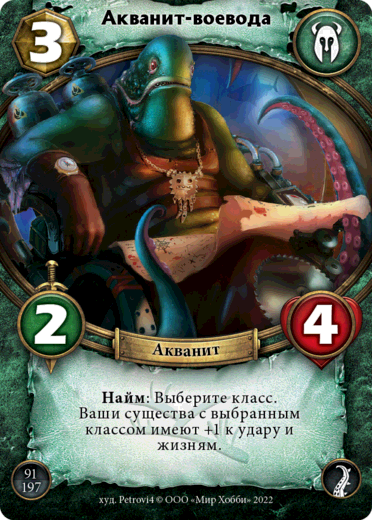 3
Акванит-воевода
2
4
Акванит
Найм: Выберите класс.
Ваши существа с выбранным
классом имеют +1 к удару и
жизням.
91
197
худ. Petrovi4 © ООО «Мир Хобби» 2022